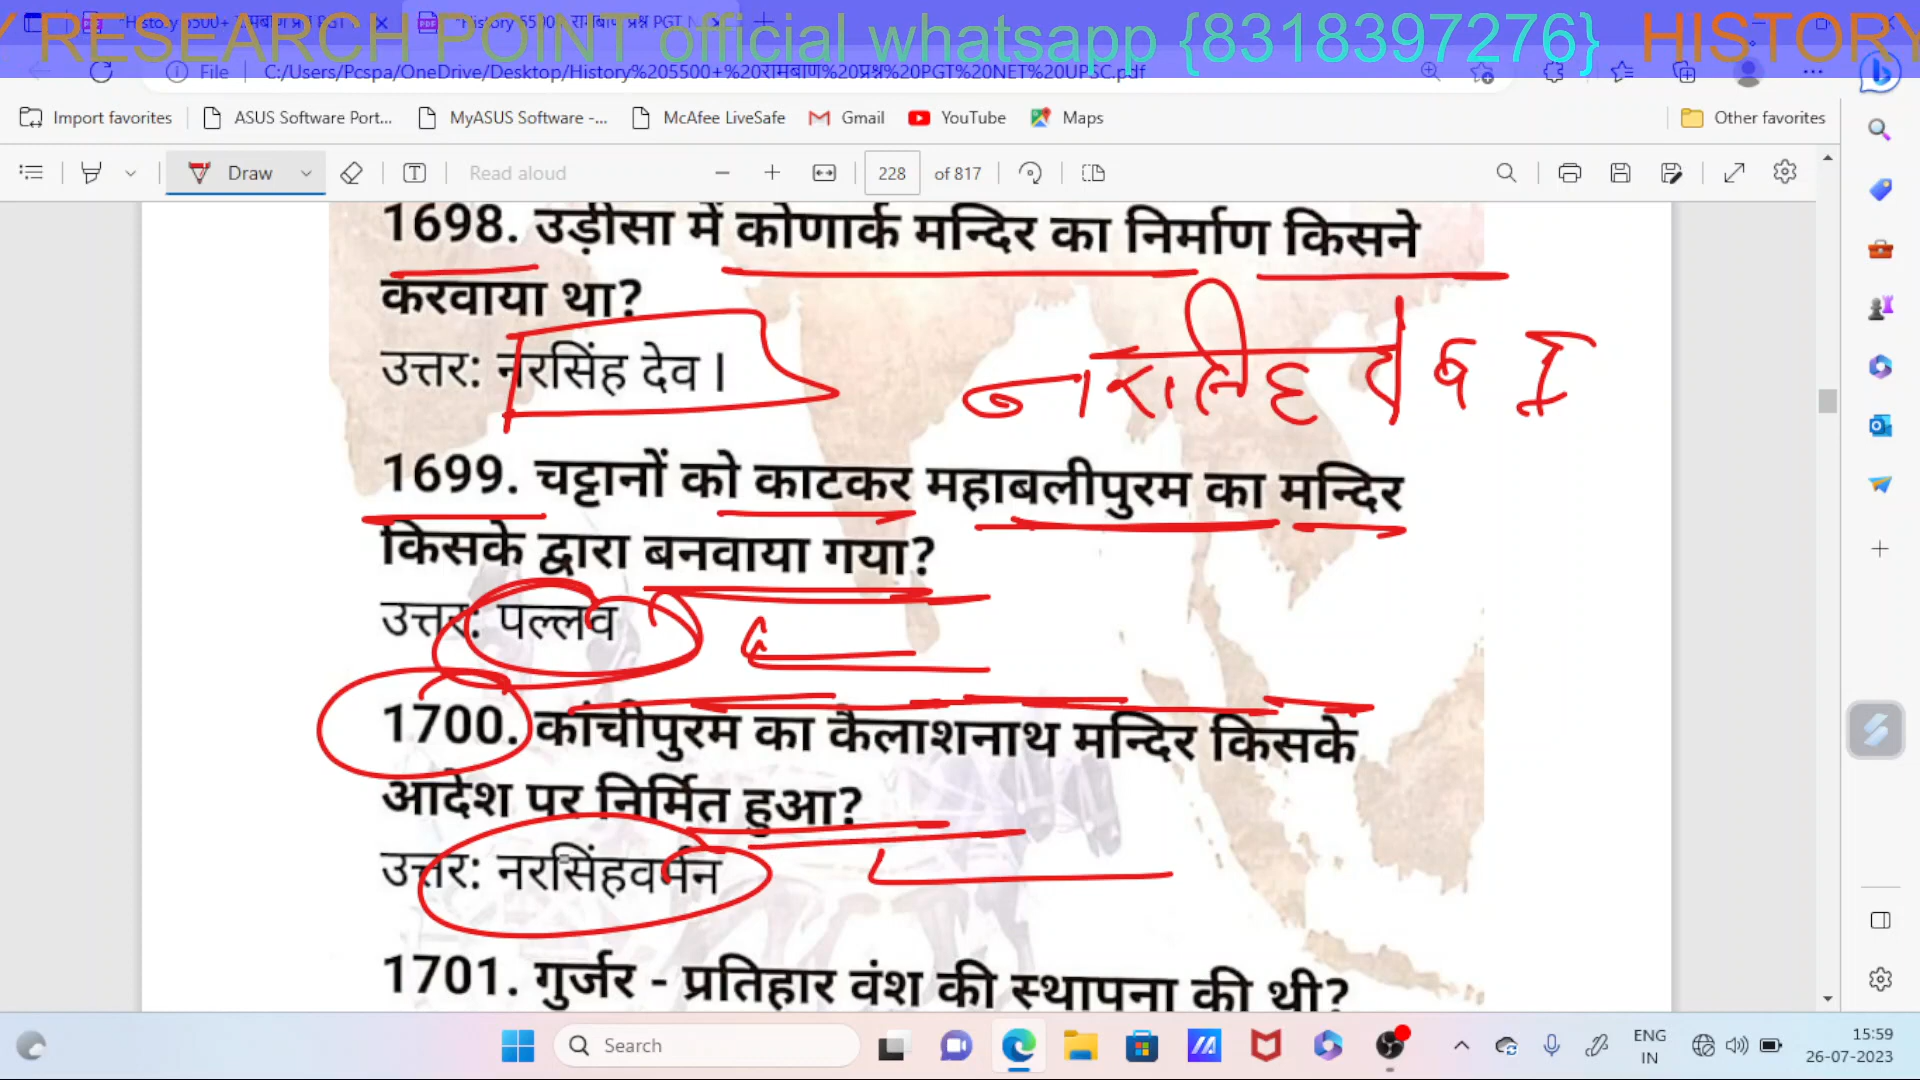 Y RESEARCH POINT official whatsapp {8318397276} HISTORY
File C:/Users/Pcspa/OneDrive/Desktop/History%205500+%20रामबाण%20प्रश्न%20PGT%20NET%20UPSC.pdf
Import favorites ASUS Software Port... MyASUS Software -... McAfee LiveSafe Gmail YouTube Maps Other favorites
Draw Read aloud 228 of 817
1698. उड़ीसा में कोणार्क मन्दिर का निर्माण किसने
करवाया था?
उत्तर: नरसिंह देव I
1699. चट्टानों को काटकर महाबलीपुरम का मन्दिर
किसके द्वारा बनवाया गया?
उत्तर: पल्लव
1700. कांचीपुरम का कैलाशनाथ मन्दिर किसके
आदेश पर निर्मित हुआ?
उत्तर: नरसिंहवर्मन
1701. गुर्जर - प्रतिहार वंश की स्थापना की थी?
Search
ENG
IN
15:59
26-07-2023